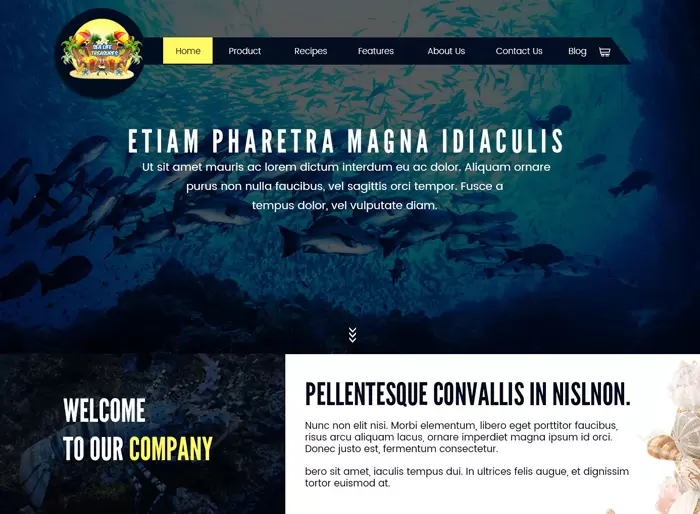 SEA LIFE
TREASURES
Home Product Recipes Features About Us Contact Us Blog
ETIAM PHARETRA MAGNA IDIACULIS
Ut sit amet mauris ac lorem dictum interdum eu ac dolor. Aliquam ornare
purus non nulla faucibus, vel sagittis orci tempor. Fusce a
tempus dolor, vel vulputate diam.
WELCOME
TO OUR COMPANY
PELLENTESQUE CONVALLIS IN NISLNON.
Nunc non elit nisi. Morbi elementum, libero eget porttitor faucibus,
risus arcu aliquam lacus, ornare imperdiet magna ipsum id orci.
Donec justo est, fermentum consectetur.
bero sit amet, iaculis tempus dui. In ultrices felis augue, et dignissim
tortor euismod at.